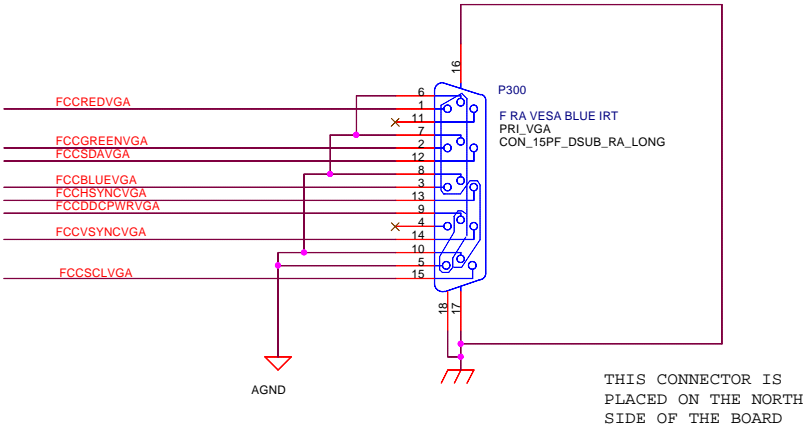 16
P300
6
FCCREDVGA
1
F RA VESA BLUE IRT
11
PRI_VGA
7
CON_15PF_DSUB_RA_LONG
FCCGREENVGA
2
FCCSDAVGA
12
8
FCCBLUEVGA
3
FCCHSYNCVGA
13
FCCDDCPWRVGA
9
4
FCCVSYNCVGA
14
10
5
FCCSCLVGA
15
18
17
AGND
THIS CONNECTOR IS
PLACED ON THE NORTH
SIDE OF THE BOARD